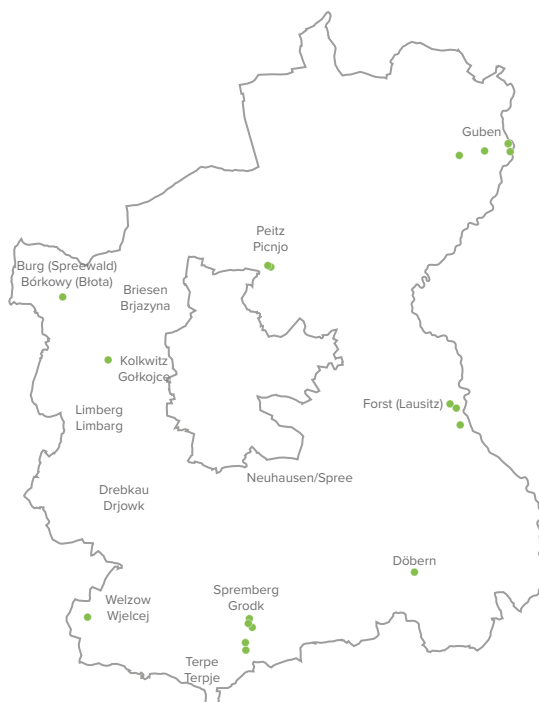 Guben
Peitz
Picnjo
Burg (Spreewald)
Bórkowy (Błota)
Briesen
Brjazyna
Kolkwitz
Gołkojce
Limberg
Limbarg
Forst (Lausitz)
Neuhausen/Spree
Drebkau
Drjowk
Döbern
Spremberg
Grodk
Welzow
Wjelcej
Terpe
Terpje